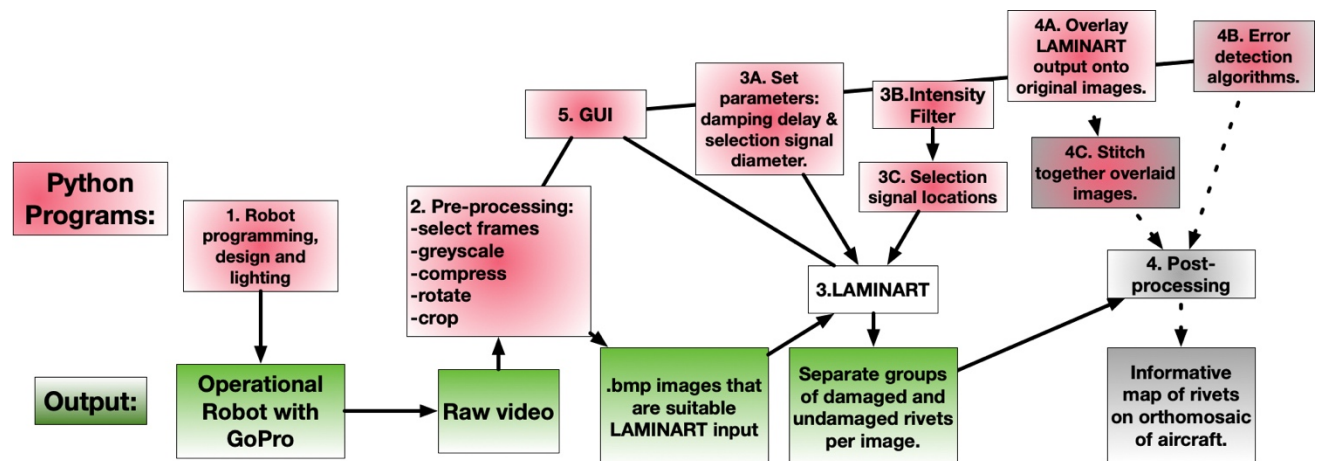 4A. Overlay
LAMINART
output onto
original images.
4B. Error
detection
algorithms.
3A. Set
parameters:
damping delay &
selection signal
diameter.
3B.Intensity
Filter
5. GUI
4C. Stitch
together overlaid
images.
Python
Programs:
3C. Selection
signal locations
1. Robot
programming,
design and
lighting
2. Pre-processing:
-select frames
-greyscale
-compress
-rotate
-crop
3.LAMINART
4. Post-
processing
Output:
Operational
Robot with
GoPro
Raw video
.bmp images that
are suitable
LAMINART input
Separate groups
of damaged and
undamaged rivets
per image.
Informative
map of rivets
on orthomosaic
of aircraft.